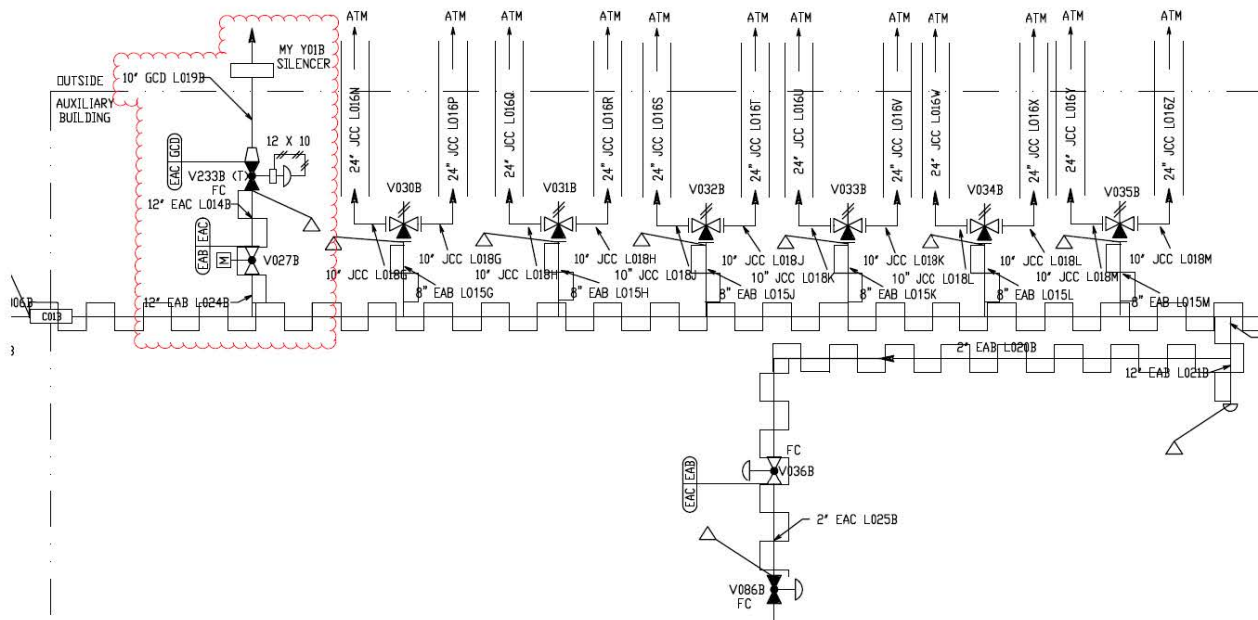 ATM ATM ATM ATM ATM ATM ATM ATM ATM ATM ATM ATM
MY Y01B
SILENCER
10" GCD L019B
OUTSIDE
AUXILIARY
BUILDING
24" JCC L016N
24" JCC L016P
24" JCC L016Q
24" JCC L016R
24" JCC L016S
24" JCC L016T
24" JCC L016U
24" JCC L016V
24" JCC L016W
24" JCC L016X
24" JCC L016Y
24" JCC L016Z
12 X 10
EAC GCD
V233B (T)
FC
V030B
V031B
V032B
V033B
V034B
V035B
12" EAC L014B
EAB EAC
M
V027B
10" JCC L018G
10" JCC L018G
10" JCC L018H
10" JCC L018H
10" JCC L018J
10" JCC L018J
10" JCC L018K
10" JCC L018K
10" JCC L018L
10" JCC L018L
10" JCC L018M
10" JCC L018M
12" EAB L024B
8" EAB L015G
8" EAB L015H
8" EAB L015J
8" EAB L015K
8" EAB L015L
8" EAB L015M
C013
2" EAB L020B
12" EAB L021B
FC
V036B
EAC EAB
2" EAC L025B
V086B
FC